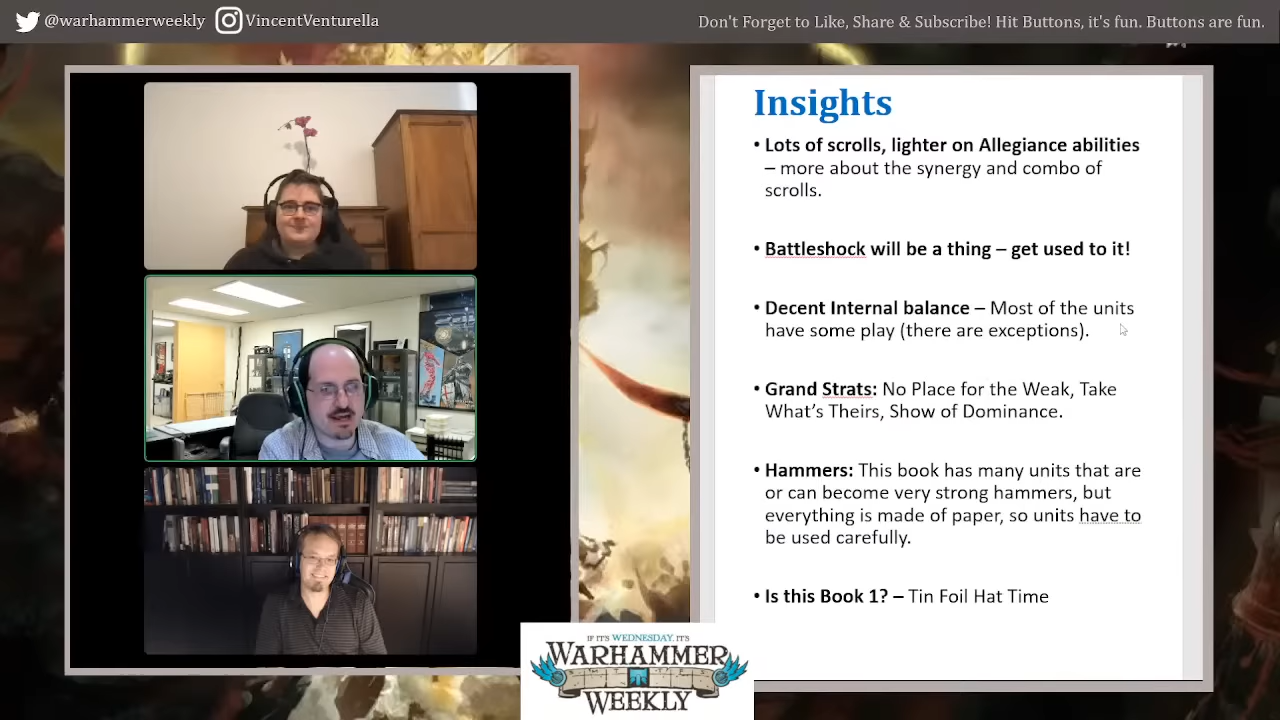 @warhammerweekly VincentVenturella
Don't Forget to Like, Share & Subscribe! Hit Buttons, it's fun. Buttons are fun.
Insights
• Lots of scrolls, lighter on Allegiance abilities
– more about the synergy and combo of
scrolls.
• Battleshock will be a thing – get used to it!
• Decent Internal balance – Most of the units
have some play (there are exceptions).
• Grand Strats: No Place for the Weak, Take
What's Theirs, Show of Dominance.
• Hammers: This book has many units that are
or can become very strong hammers, but
everything is made of paper, so units have to
be used carefully.
• Is this Book 1? – Tin Foil Hat Time
IF IT'S WEDNESDAY, IT'S
WARHAMMER
WEEKLY